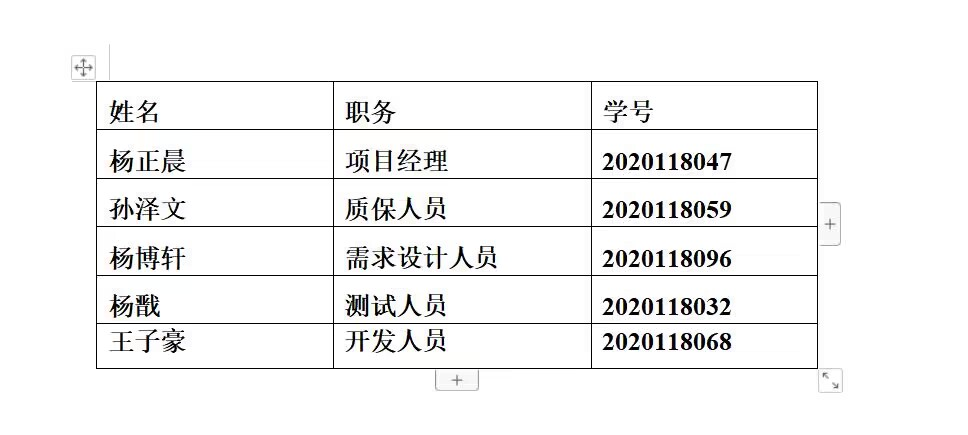 姓名 职务 学号
杨正晨 项目经理 2020118047
孙泽文 质保人员 2020118059
杨博轩 需求设计人员 2020118096
杨戬 测试人员 2020118032
王子豪 开发人员 2020118068